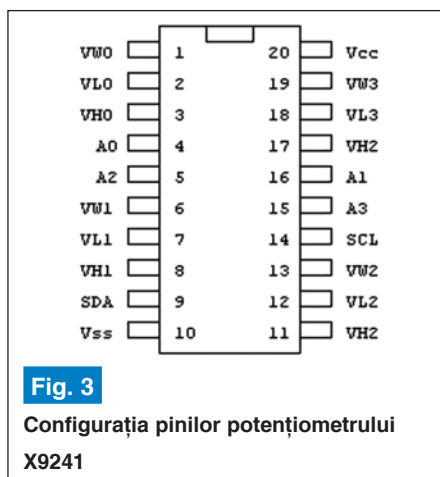 VW0 1 20 Vcc
VL0 2 19 VW3
VH0 3 18 VL3
A0 4 17 VH2
A2 5 16 A1
VW1 6 15 A3
VL1 7 14 SCL
VH1 8 13 VW2
SDA 9 12 VL2
Vss 10 11 VH2
Fig. 3
Configurația pinilor potențiometrului
X9241